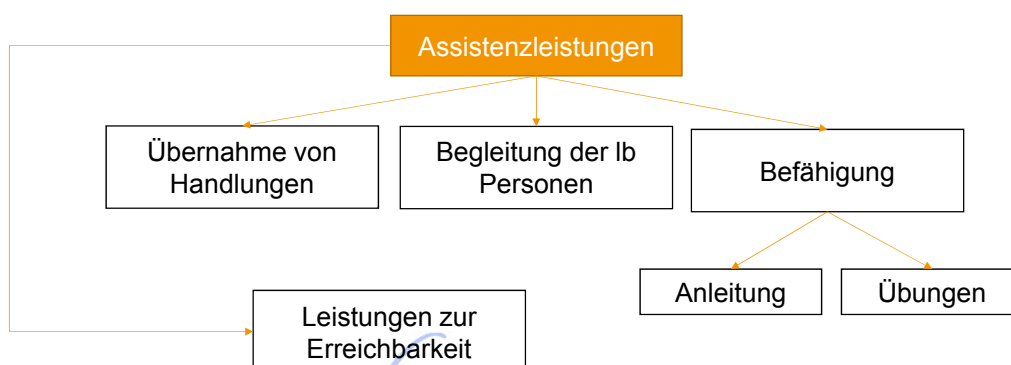 Assistenzleistungen
Übernahme von
Handlungen
Begleitung der lb
Personen
Befähigung
Anleitung
Übungen
Leistungen zur
Erreichbarkeit